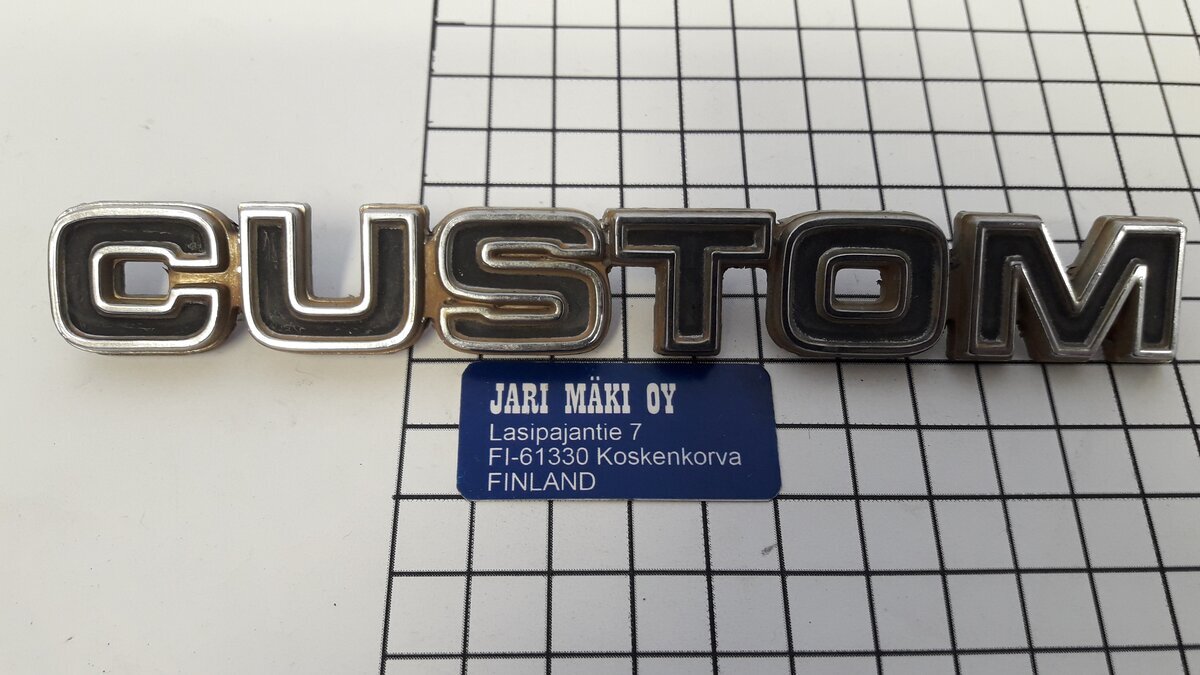 CUSTOM
JARI MÄKI OY
Lasipajantie 7
FI-61330 Koskenkorva
FINLAND